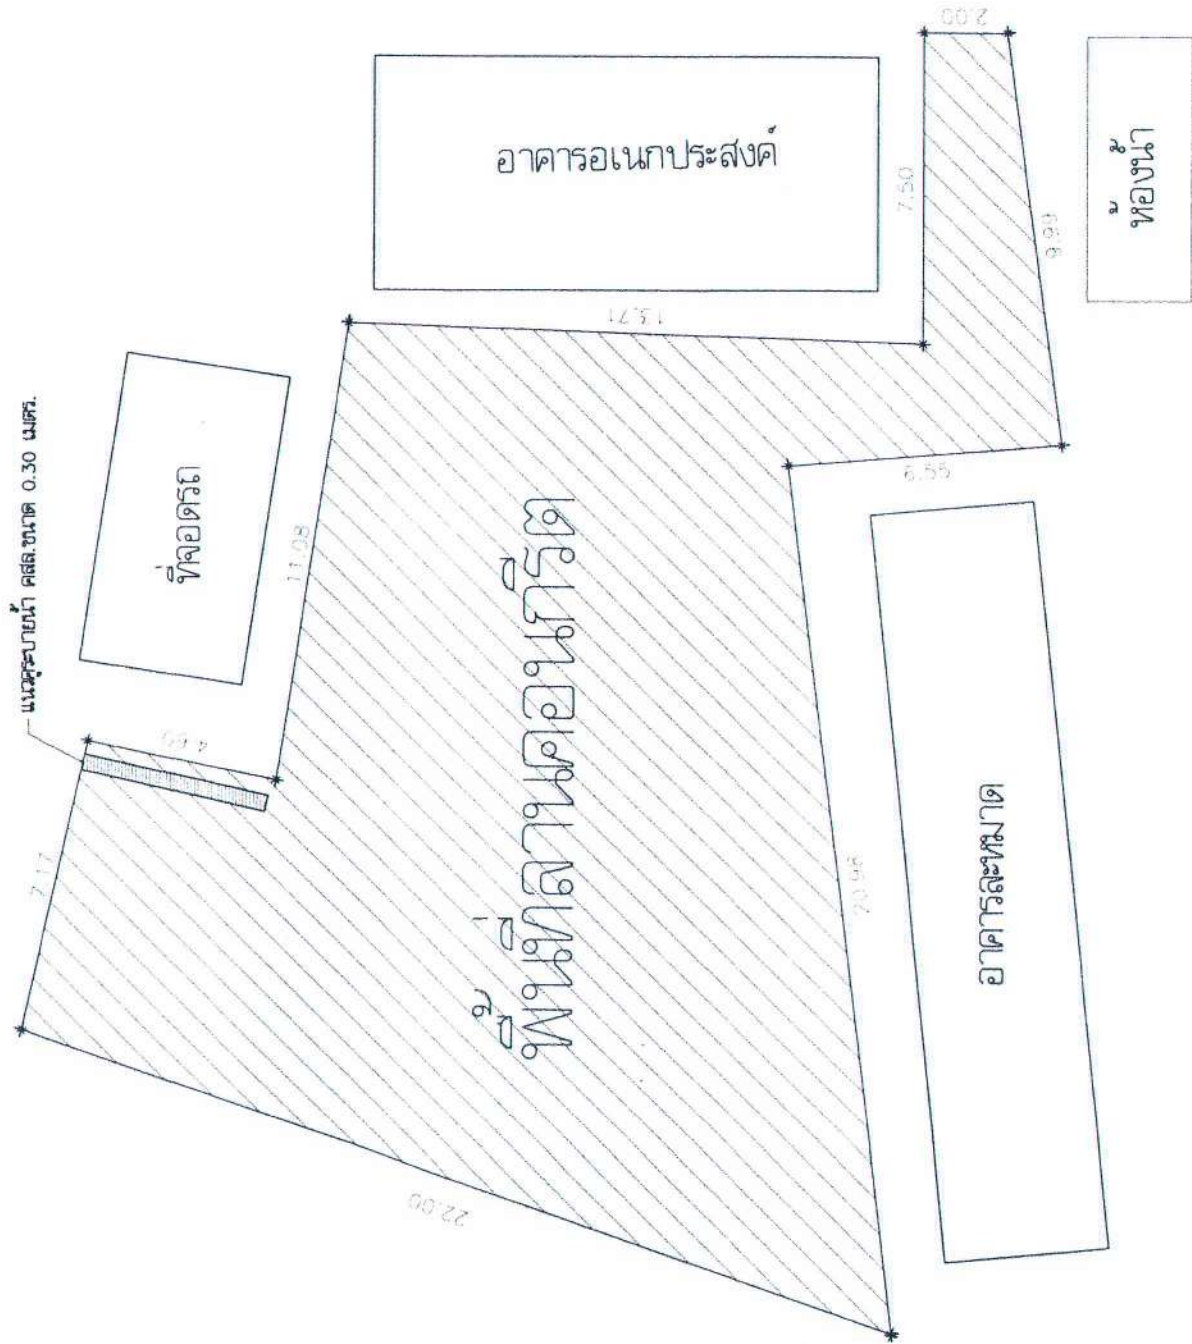 แนวคูระบายน้ำ คสล.ขนาด 0.30 เมตร.
ที่จอดรถ
อาคารอเนกประสงค์
ห้องน้ำ
พื้นที่ลานคอนกรีต
อาคารละหมาด
2.00
7.50
9.99
13.71
6.55
11.08
4.60
7.17
20.98
22.00